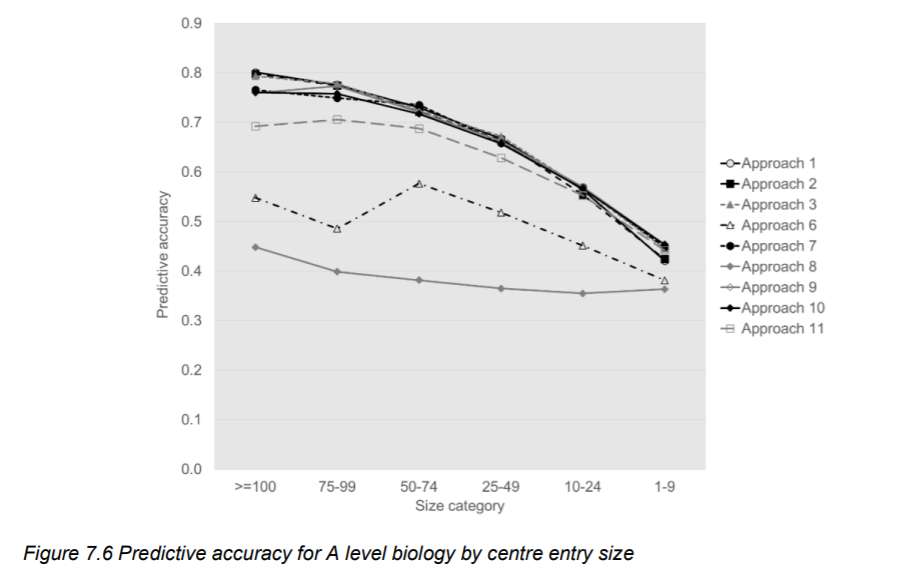 0.9
0.8
0.7
0.6
0.5
0.4
0.3
0.2
0.1
0.0
Predictive accuracy
>=100 75-99 50-74 25-49 10-24 1-9
Size category
Approach 1
Approach 2
Approach 3
Approach 6
Approach 7
Approach 8
Approach 9
Approach 10
Approach 11
Figure 7.6 Predictive accuracy for A level biology by centre entry size